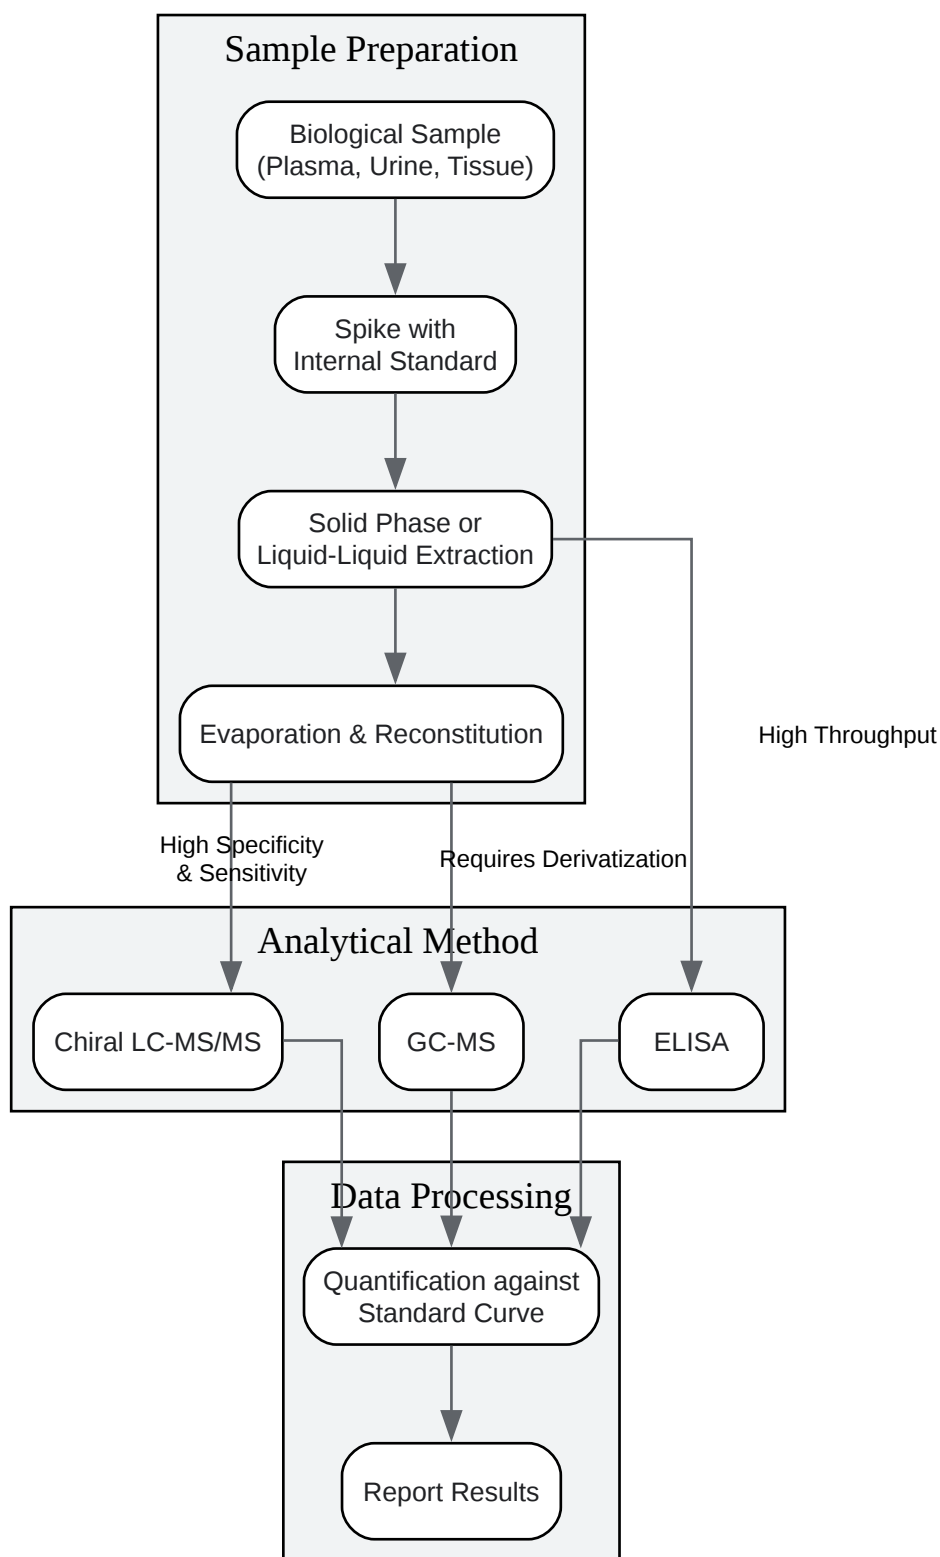 Sample Preparation
Biological Sample
(Plasma, Urine, Tissue)
Spike with
Internal Standard
Solid Phase or
Liquid-Liquid Extraction
Evaporation & Reconstitution
High Throughput
High Specificity
& Sensitivity
Requires Derivatization
Analytical Method
Chiral LC-MS/MS
GC-MS
ELISA
Data Processing
Quantification against
Standard Curve
Report Results